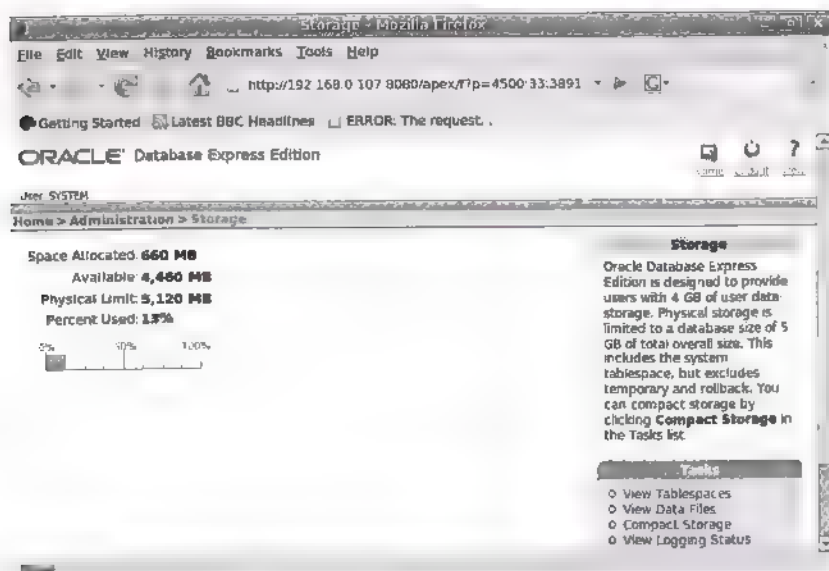 Storage - Mozilla Firefox
File Edit View History Bookmarks Tools Help
http://192 168.0 107 8080/apex/f?p=4500:33:3891
Getting Started Latest BBC Headlines ERROR: The request. .
ORACLE Database Express Edition
User SYSTEM
Home > Administration > Storage
Space Allocated: 660 MB
Available: 4,460 MB
Physical Limit: 5,120 MB
Percent Used: 13%
0% 50% 100%
Storage
Oracle Database Express
Edition is designed to provide
users with 4 GB of user data
storage. Physical storage is
limited to a database size of 5
GB of total overall size. This
includes the system
tablespace, but excludes
temporary and rollback. You
can compact storage by
clicking Compact Storage in
the Tasks list
Tasks
View Tablespaces
View Data Files
Compact Storage
View Logging Status